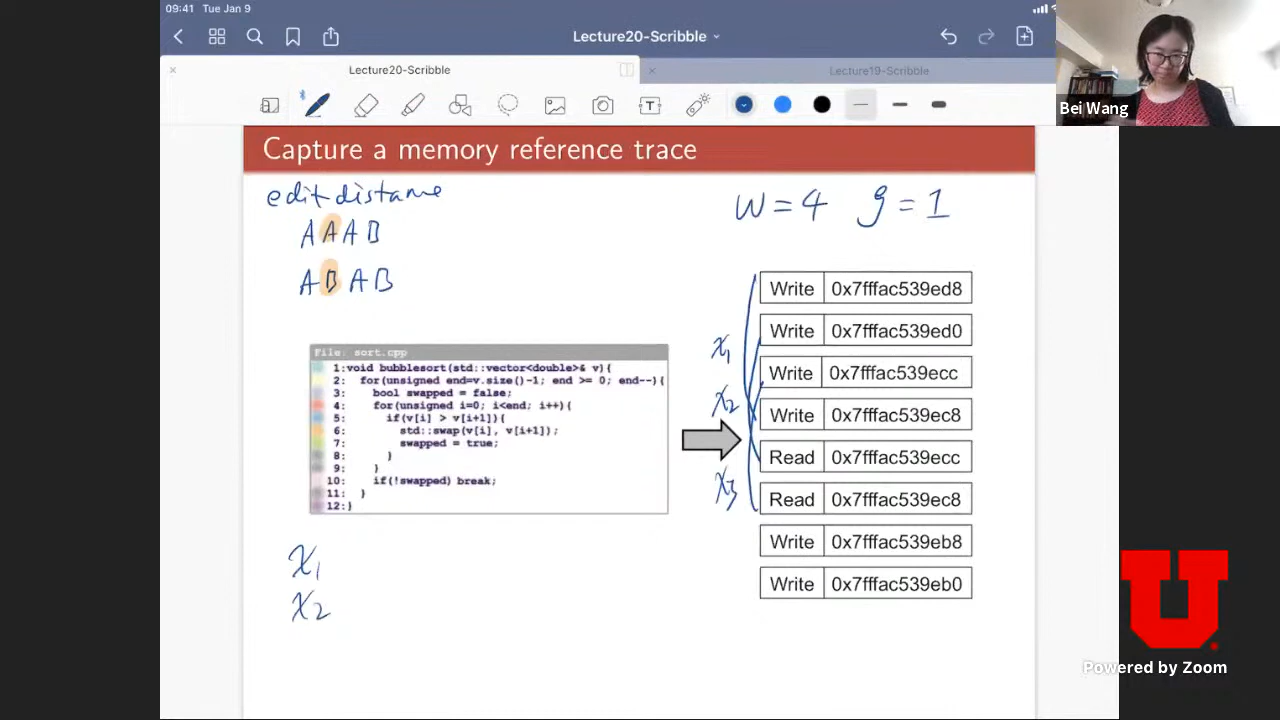 09:41 Tue Jan 9
Lecture20-Scribble
Lecture20-Scribble
Lecture19-Scribble
T
Bei Wang
Capture a memory reference trace
edit distance
A A A B
A B A B
w = 4 g = 1
Write 0x7fffac539ed8
Write 0x7fffac539ed0
Write 0x7fffac539ecc
Write 0x7fffac539ec8
Read 0x7fffac539ecc
Read 0x7fffac539ec8
Write 0x7fffac539eb8
Write 0x7fffac539eb0
x1
x2
x3
File: sort.cpp
1:void bubblesort(std::vector<double>& v){
2: for(unsigned end=v.size()-1; end >= 0; end--){
3: bool swapped = false;
4: for(unsigned i=0; i<end; i++){
5: if(v[i] > v[i+1]){
6: std::swap(v[i], v[i+1]);
7: swapped = true;
8: }
9: }
10: if(!swapped) break;
11: }
12:}
x1
x2
U
Powered by Zoom